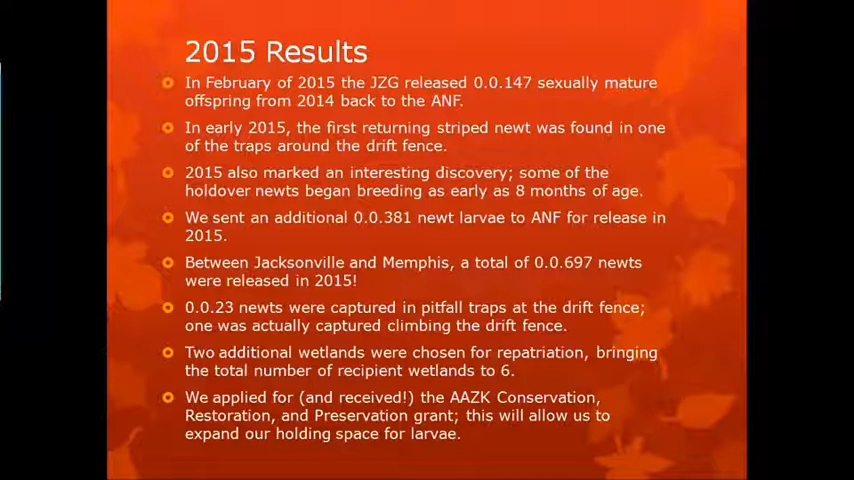 2015 Results
In February of 2015 the JZG released 0.0.147 sexually mature
offspring from 2014 back to the ANF.
In early 2015, the first returning striped newt was found in one
of the traps around the drift fence.
2015 also marked an interesting discovery; some of the
holdover newts began breeding as early as 8 months of age.
We sent an additional 0.0.381 newt larvae to ANF for release in
2015.
Between Jacksonville and Memphis, a total of 0.0.697 newts
were released in 2015!
0.0.23 newts were captured in pitfall traps at the drift fence;
one was actually captured climbing the drift fence.
Two additional wetlands were chosen for repatriation, bringing
the total number of recipient wetlands to 6.
We applied for (and received!) the AAZK Conservation,
Restoration, and Preservation grant; this will allow us to
expand our holding space for larvae.